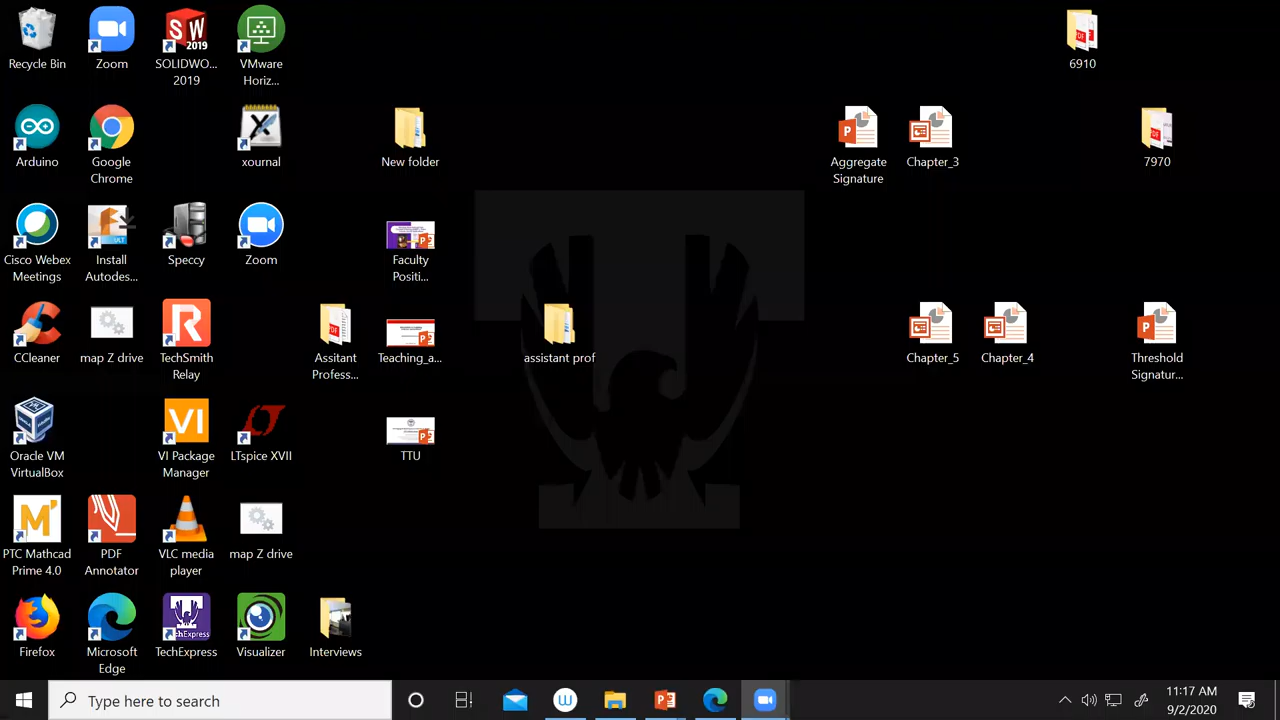 Recycle Bin
Zoom
SOLIDWO...
2019
VMware
Horiz...
6910
Arduino
Google
Chrome
xournal
New folder
Aggregate
Signature
Chapter_3
7970
Cisco Webex
Meetings
Install
Autodes...
Speccy
Zoom
Faculty
Positi...
CCleaner
map Z drive
TechSmith
Relay
Assitant
Profess...
Teaching_a...
assistant prof
Chapter_5
Chapter_4
Threshold
Signatur...
Oracle VM
VirtualBox
VI Package
Manager
LTspice XVII
TTU
PTC Mathcad
Prime 4.0
PDF
Annotator
VLC media
player
map Z drive
Firefox
Microsoft
Edge
TechExpress
Visualizer
Interviews
Type here to search
11:17 AM
9/2/2020